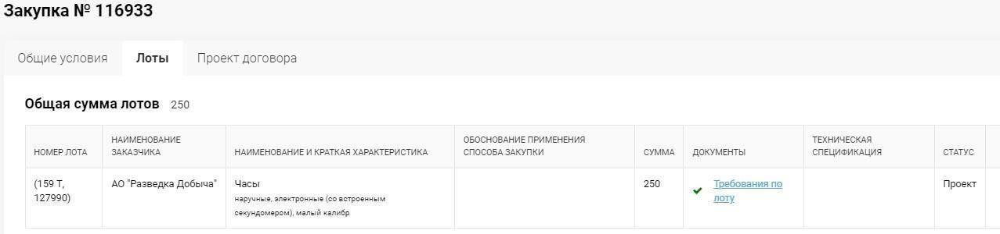 Закупка № 116933
Общие условия Лоты Проект договора
Общая сумма лотов 250
НОМЕР ЛОТА
НАИМЕНОВАНИЕ
ЗАКАЗЧИКА
НАИМЕНОВАНИЕ И КРАТКАЯ ХАРАКТЕРИСТИКА
ОБОСНОВАНИЕ ПРИМЕНЕНИЯ
СПОСОБА ЗАКУПКИ
СУММА
ДОКУМЕНТЫ
ТЕХНИЧЕСКАЯ
СПЕЦИФИКАЦИЯ
СТАТУС
(159 Т,
127990)
АО "Разведка Добыча"
Часы
наручные, электронные (со встроенным
секундомером), малый калибр
250
Требования по
лоту
Проект